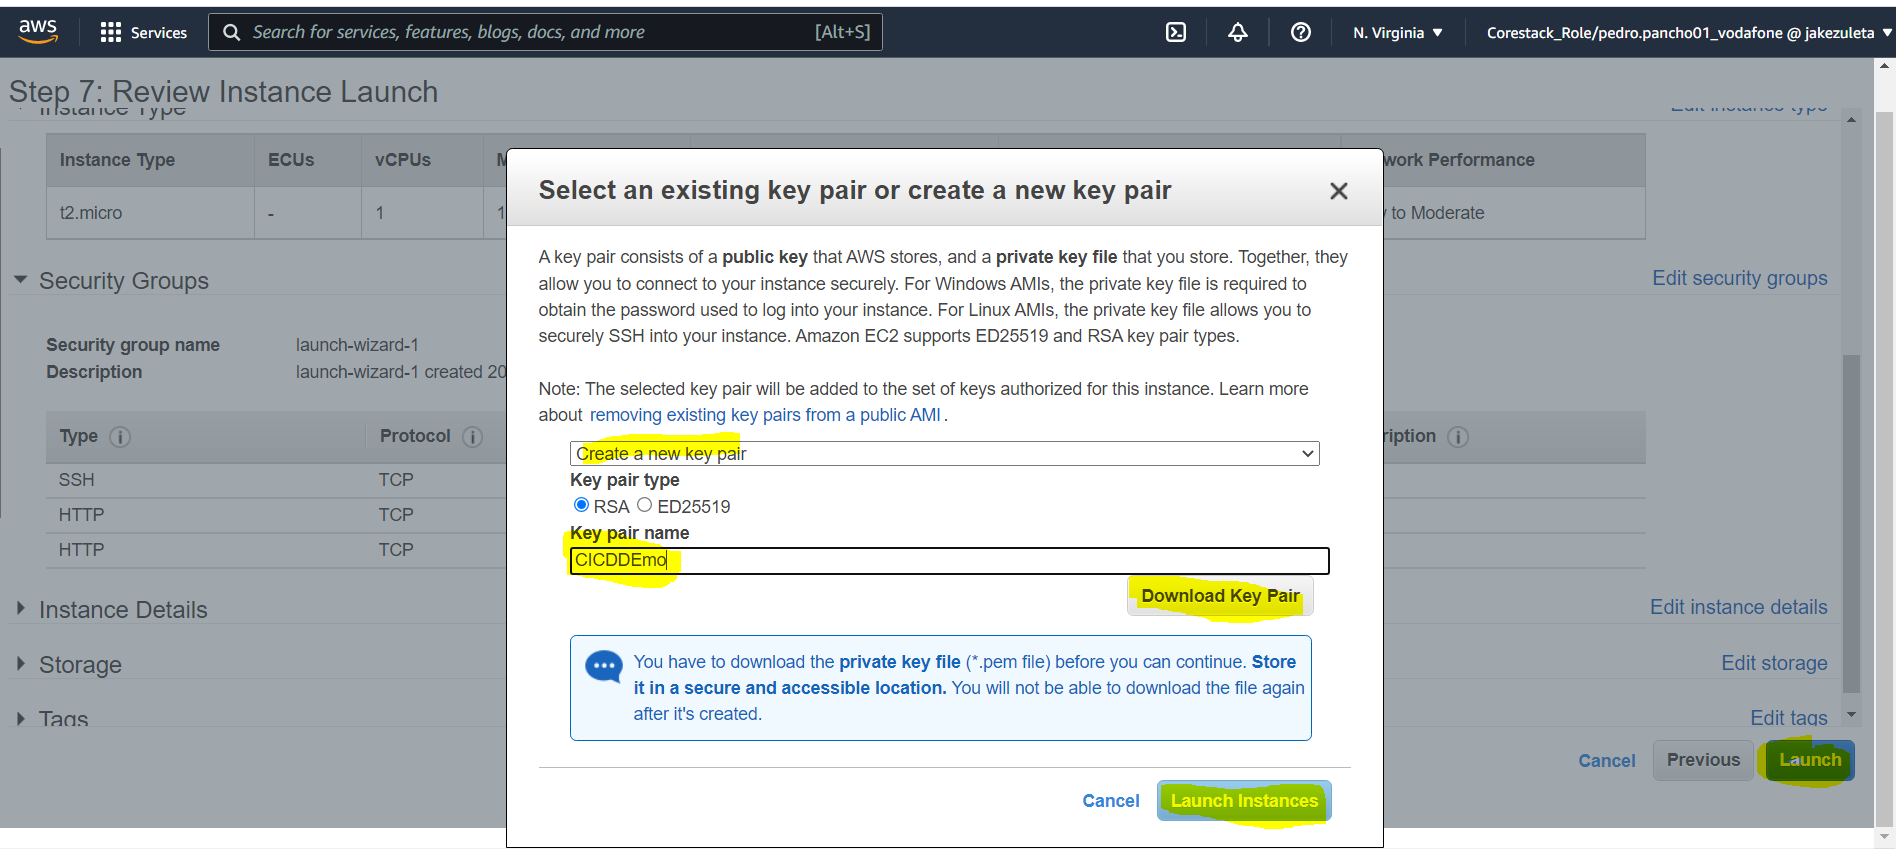 aws
Services
Search for services, features, blogs, docs, and more
[Alt+S]
N. Virginia
Corestack_Role/pedro.pancho01_vodafone @ jakezuleta
Step 7: Review Instance Launch
Instance Type
Edit instance type
Instance Type
ECUs
vCPUs
M
work Performance
t2.micro
-
1
1
to Moderate
Security Groups
Edit security groups
Security group name
launch-wizard-1
Description
launch-wizard-1 created 20
Type
Protocol
ription
SSH
TCP
HTTP
TCP
HTTP
TCP
Instance Details
Edit instance details
Storage
Edit storage
Tags
Edit tags
Cancel
Previous
Launch
Select an existing key pair or create a new key pair
A key pair consists of a public key that AWS stores, and a private key file that you store. Together, they
allow you to connect to your instance securely. For Windows AMIs, the private key file is required to
obtain the password used to log into your instance. For Linux AMIs, the private key file allows you to
securely SSH into your instance. Amazon EC2 supports ED25519 and RSA key pair types.
Note: The selected key pair will be added to the set of keys authorized for this instance. Learn more
about removing existing key pairs from a public AMI .
Create a new key pair
Key pair type
RSA ED25519
Key pair name
CICDDEmo
Download Key Pair
You have to download the private key file (*.pem file) before you can continue. Store
it in a secure and accessible location. You will not be able to download the file again
after it's created.
Cancel
Launch Instances